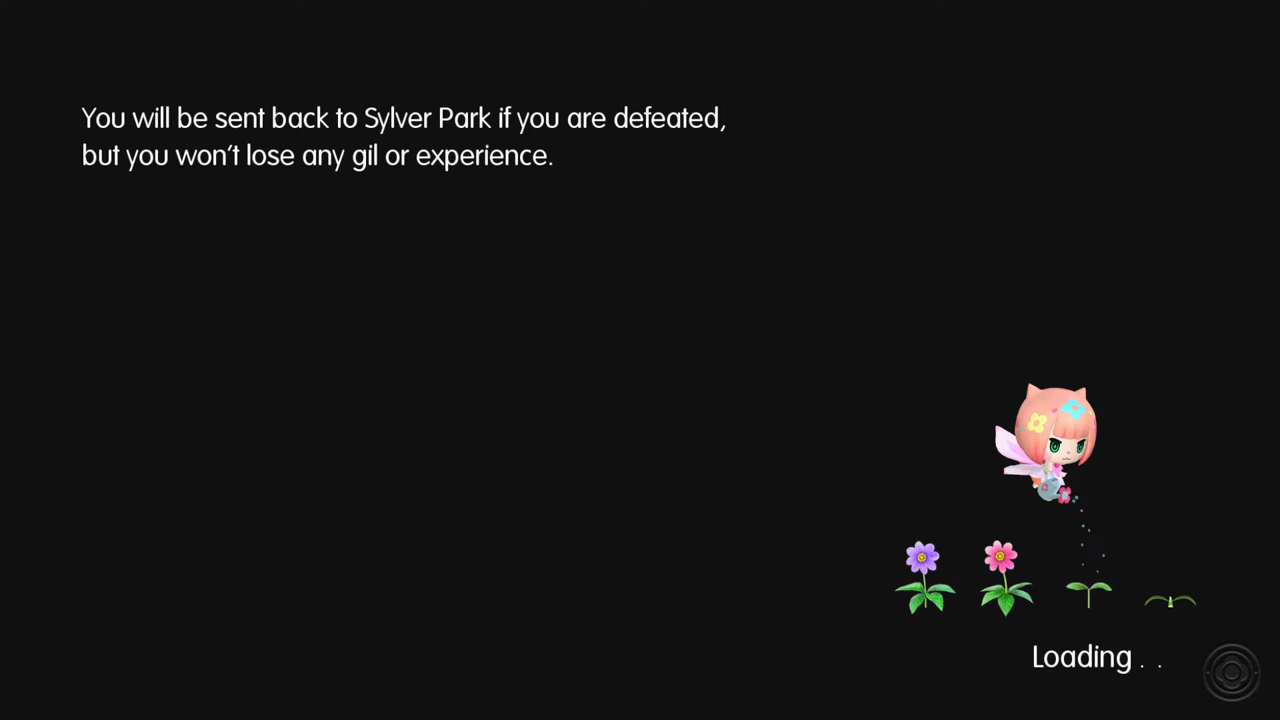 You will be sent back to Sylver Park if you are defeated,
but you won't lose any gil or experience.
Loading . .